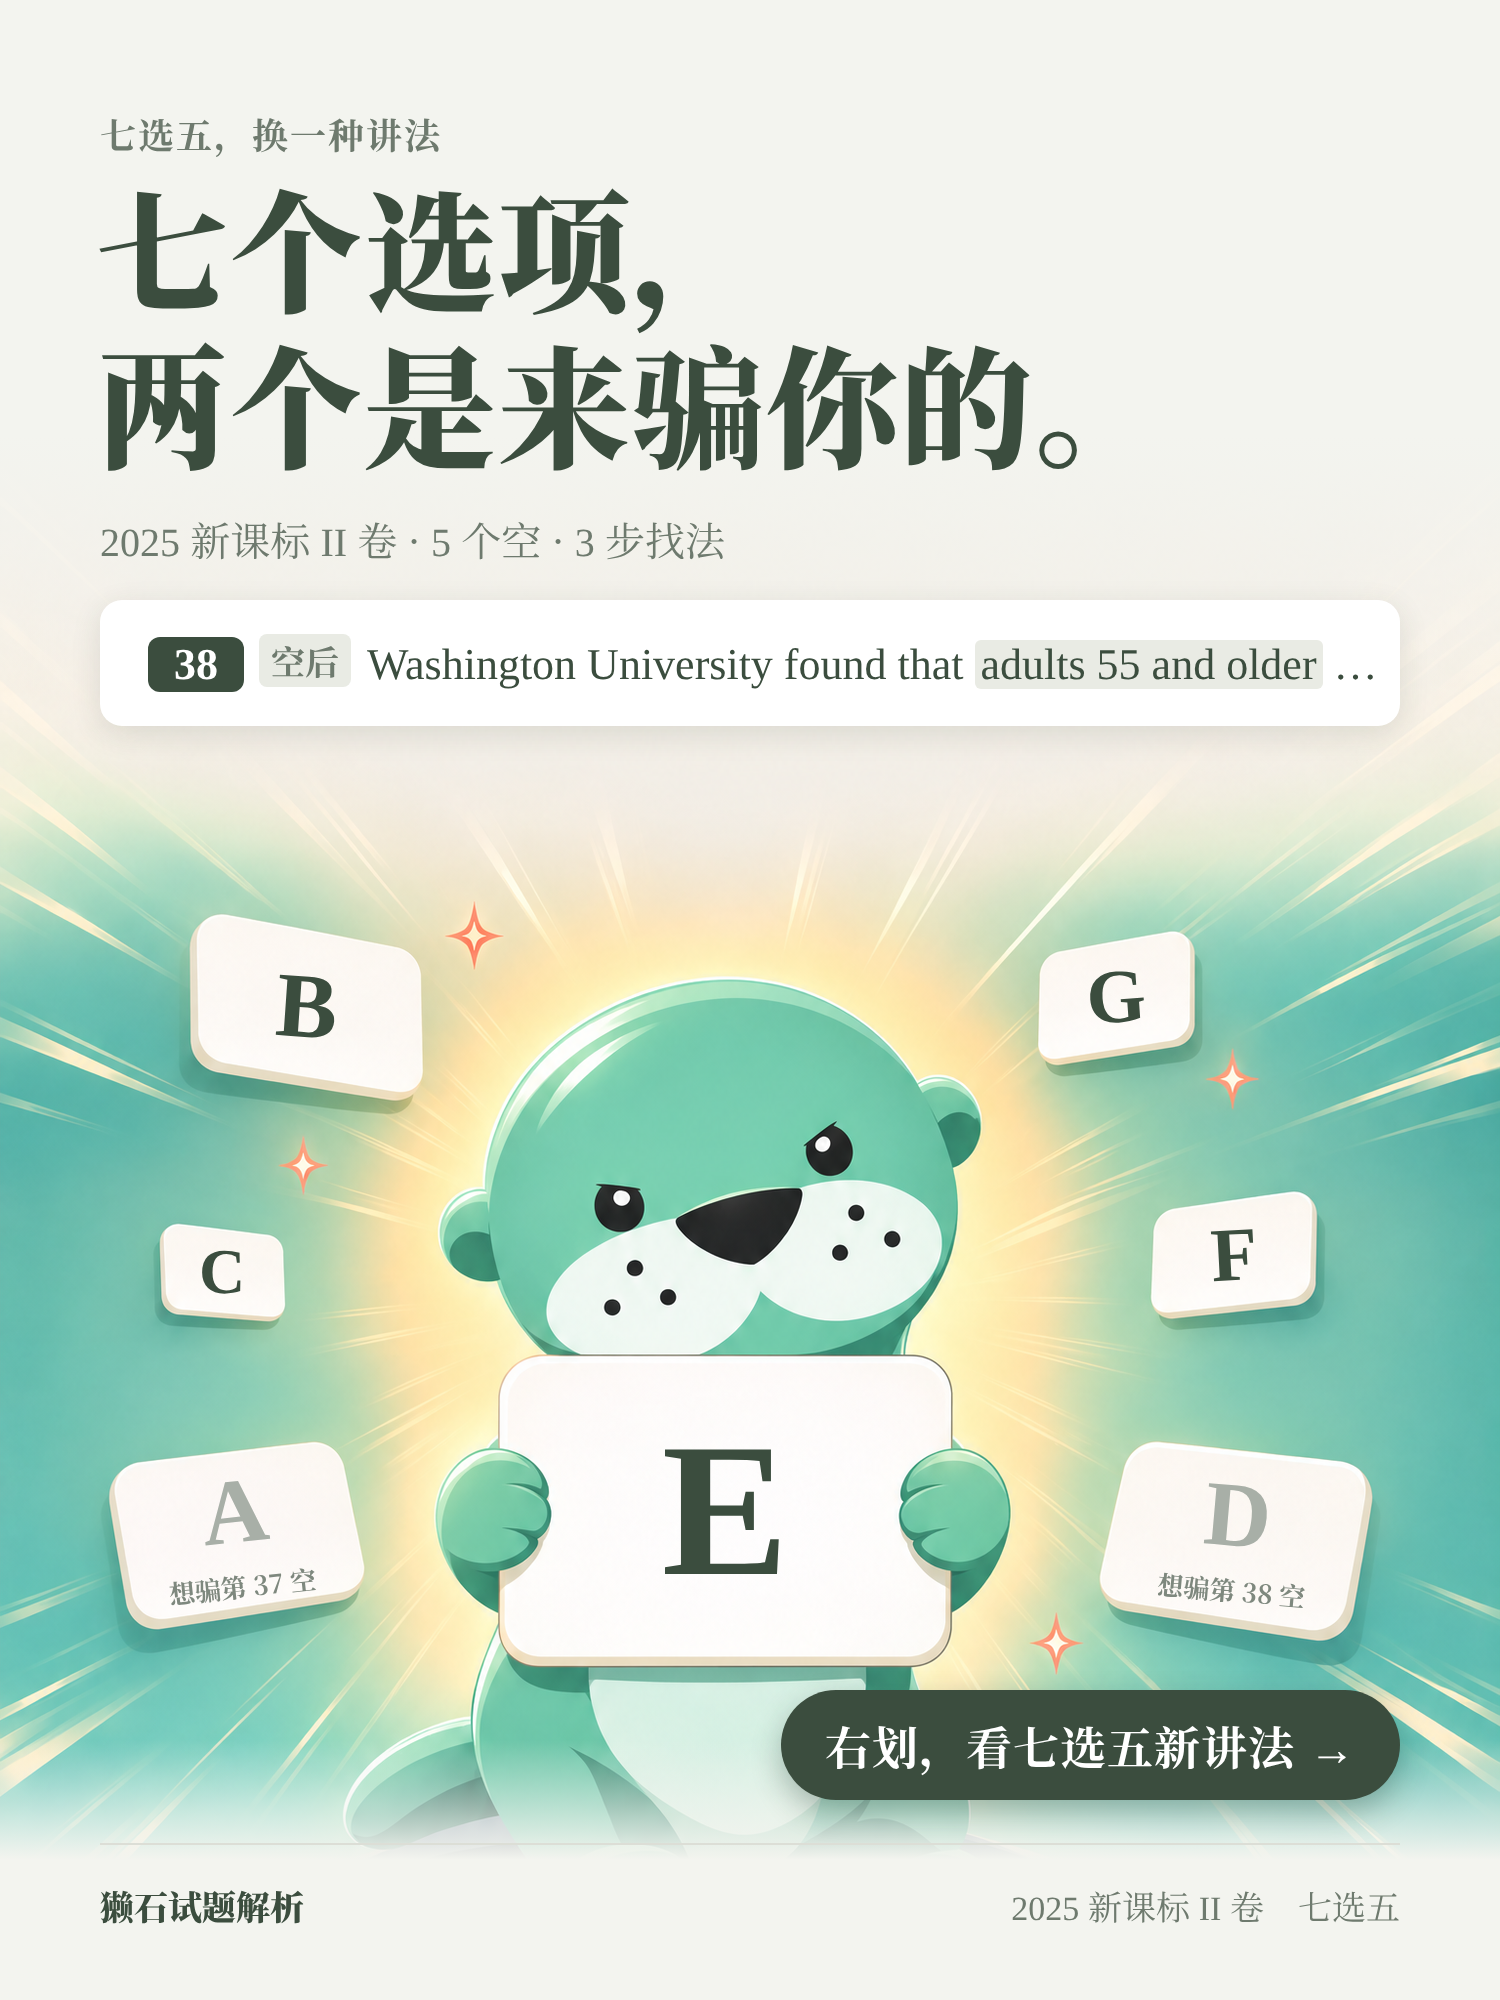 七选五，换一种讲法
七个选项，
两个是来骗你的。
2025 新课标 II 卷 · 5 个空 · 3 步找法
38 空后 Washington University found that adults 55 and older …
B
G
C
F
E
A
想骗第 37 空
D
想骗第 38 空
右划，看七选五新讲法 →
獭石试题解析
2025 新课标 II 卷 七选五